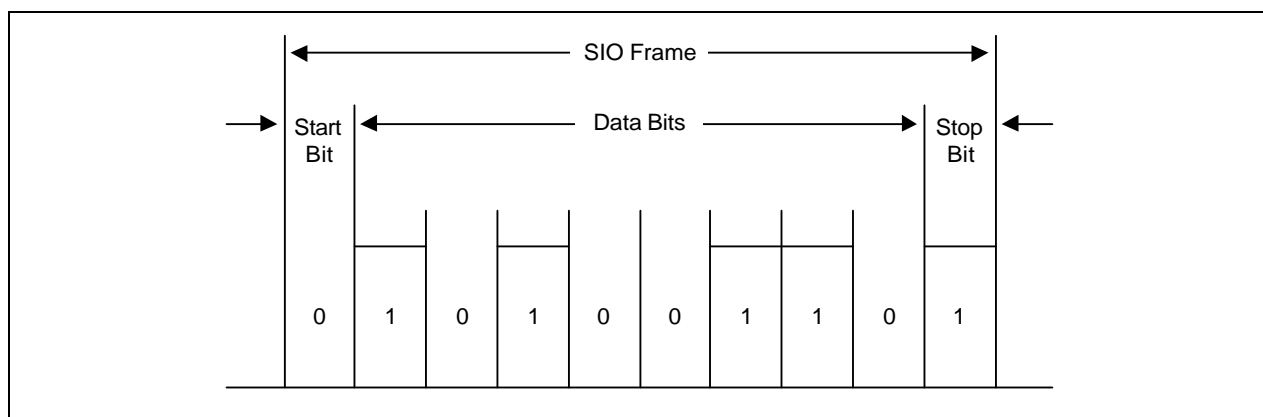 SIO Frame
Start
Bit
Data Bits
Stop
Bit
0 1 0 1 0 0 1 1 0 1